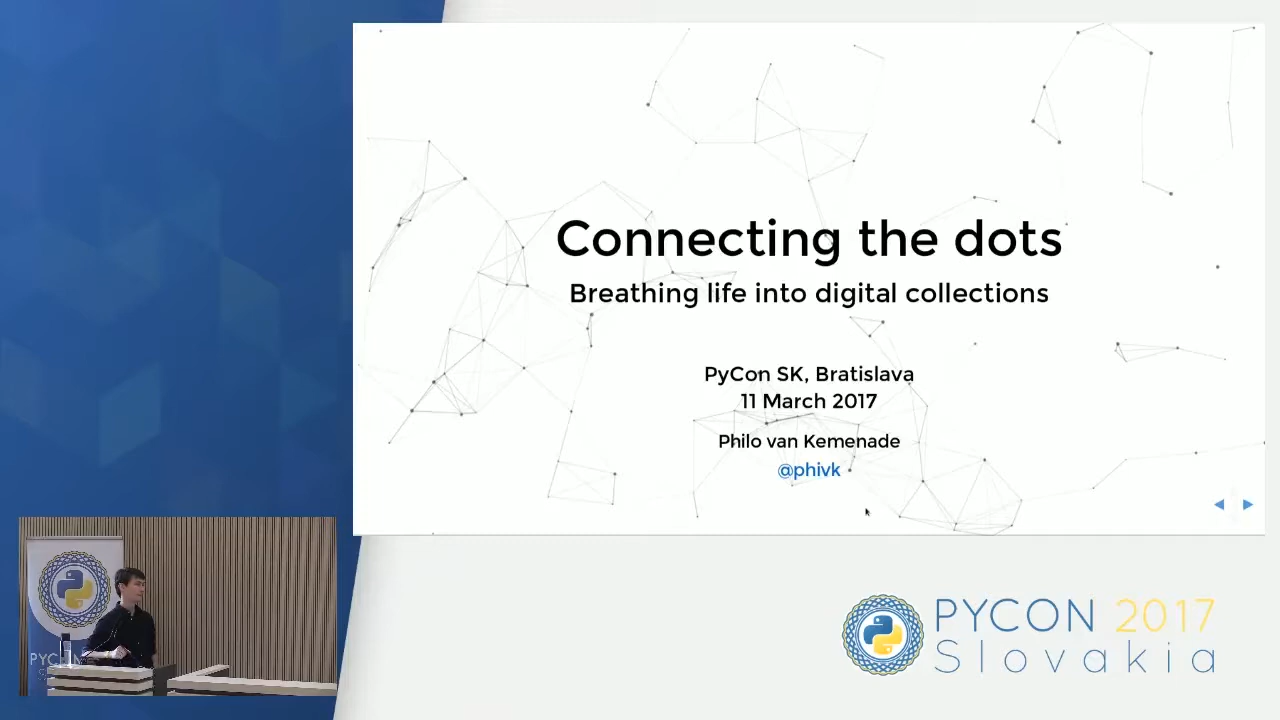 Connecting the dots
Breathing life into digital collections
PyCon SK, Bratislava
11 March 2017
Philo van Kemenade
@phivk
PYCON 2017
Slovakia
PYC